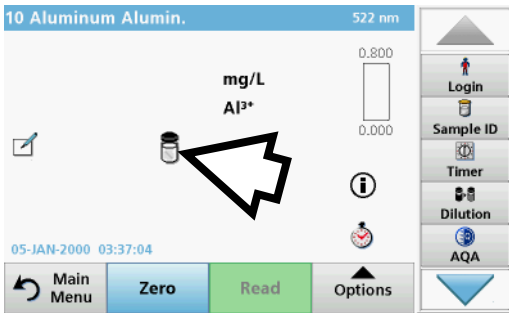 10 Aluminum Alumin.
522 nm
0.800
mg/L
Al³⁺
0.000
05-JAN-2000 03:37:04
Main
Menu
Zero
Read
Options
Login
Sample ID
Timer
Dilution
AQA